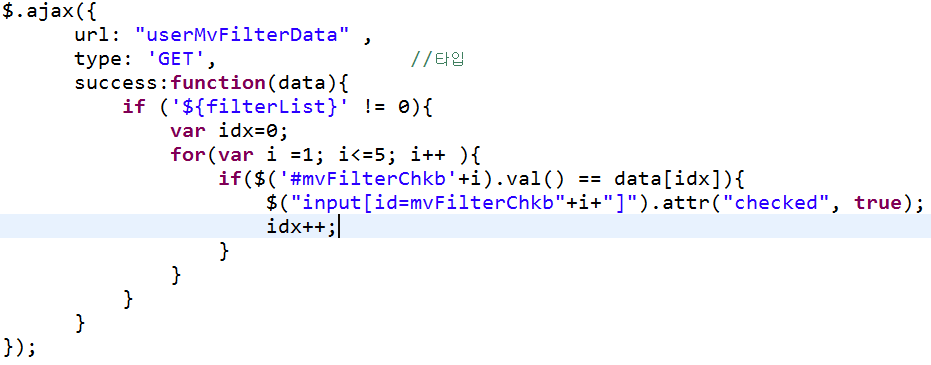 $.ajax({
url: "userMvFilterData" ,
type: 'GET', //타입
success:function(data){
if ('${filterList}' != 0){
var idx=0;
for(var i =1; i<=5; i++ ){
if($('#mvFilterChkb'+i).val() == data[idx]){
$("input[id=mvFilterChkb"+i+"]").attr("checked", true);
idx++;
}
}
}
}
});